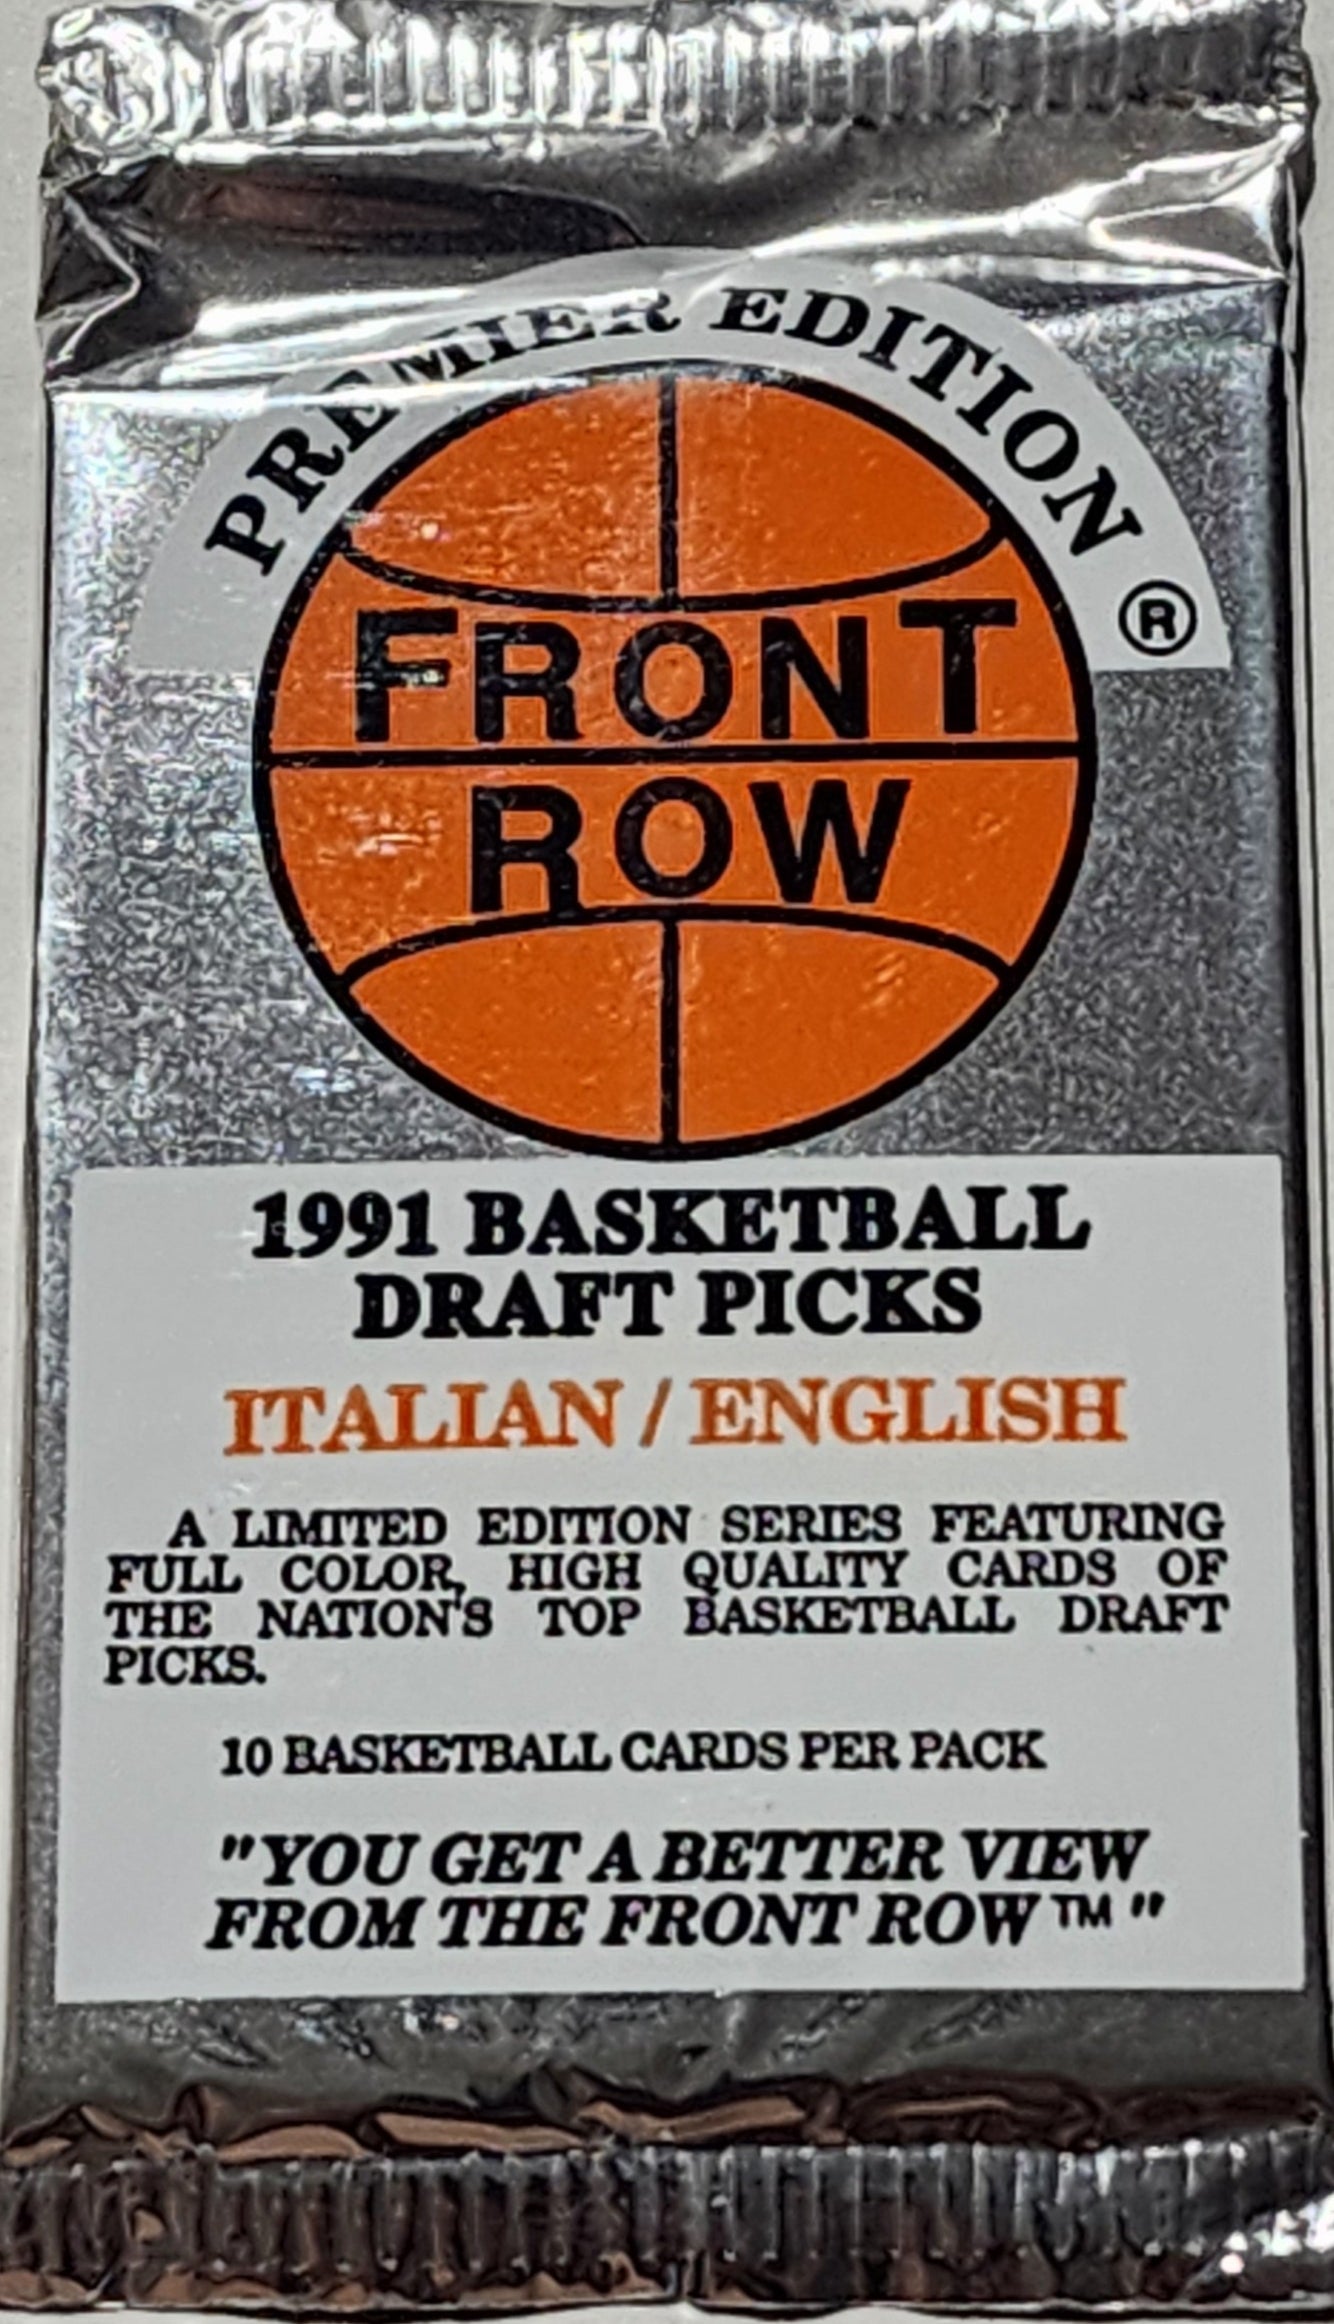 PREMIER EDITION ®
FRONT
ROW
1991 BASKETBALL
DRAFT PICKS
ITALIAN / ENGLISH
A LIMITED EDITION SERIES FEATURING
FULL COLOR, HIGH QUALITY CARDS OF
THE NATION'S TOP BASKETBALL DRAFT
PICKS.
10 BASKETBALL CARDS PER PACK
"YOU GET A BETTER VIEW
FROM THE FRONT ROW™"